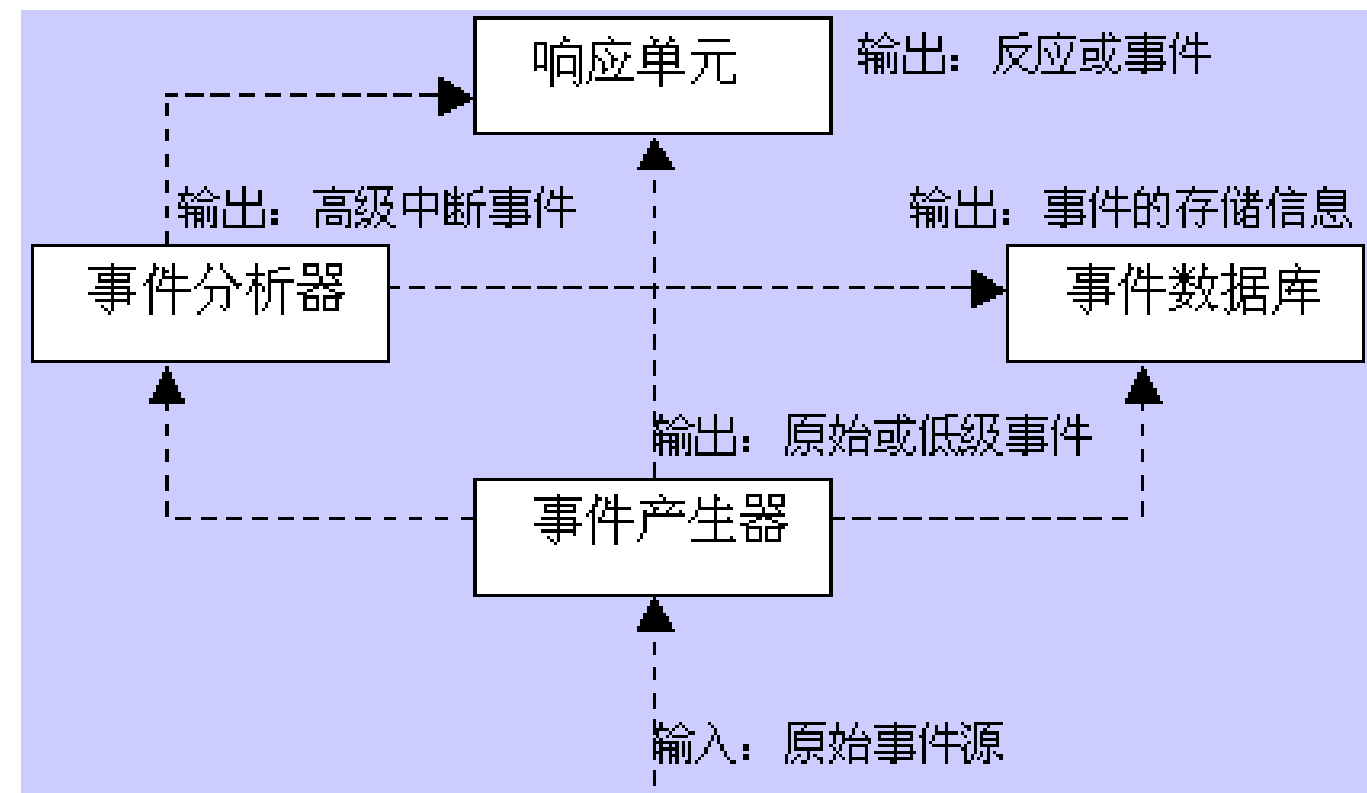 响应单元
输出：反应或事件
输出：高级中断事件
输出：事件的存储信息
事件分析器
事件数据库
输出：原始或低级事件
事件产生器
输入：原始事件源